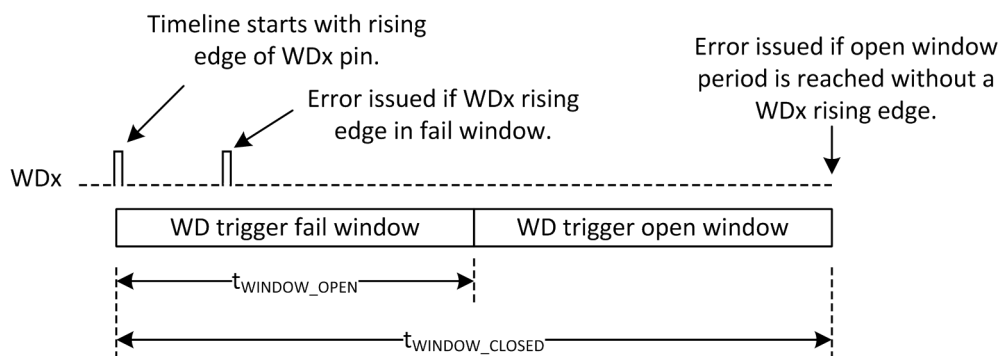 Timeline starts with rising
edge of WDx pin.
Error issued if WDx rising
edge in fail window.
Error issued if open window
period is reached without a
WDx rising edge.
WDx
WD trigger fail window
WD trigger open window
tWINDOW_OPEN
tWINDOW_CLOSED